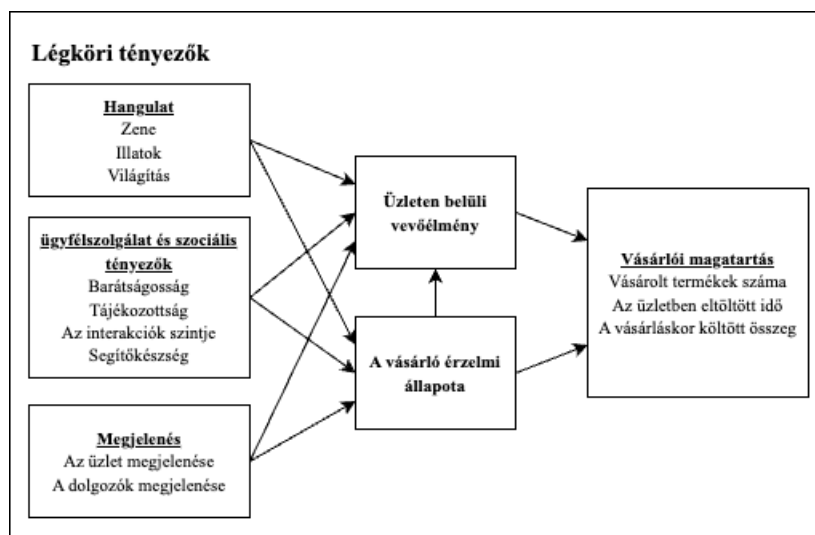 Légköri tényezők
Hangulat
Zene
Illatok
Világítás
ügyfélszolgálat és szociális
tényezők
Barátságosság
Tájékozottság
Az interakciók szintje
Segítőkészség
Megjelenés
Az üzlet megjelenése
A dolgozók megjelenése
Üzleten belüli
vevőélmény
A vásárló érzelmi
állapota
Vásárlói magatartás
Vásárolt termékek száma
Az üzletben eltöltött idő
A vásárláskor költött összeg